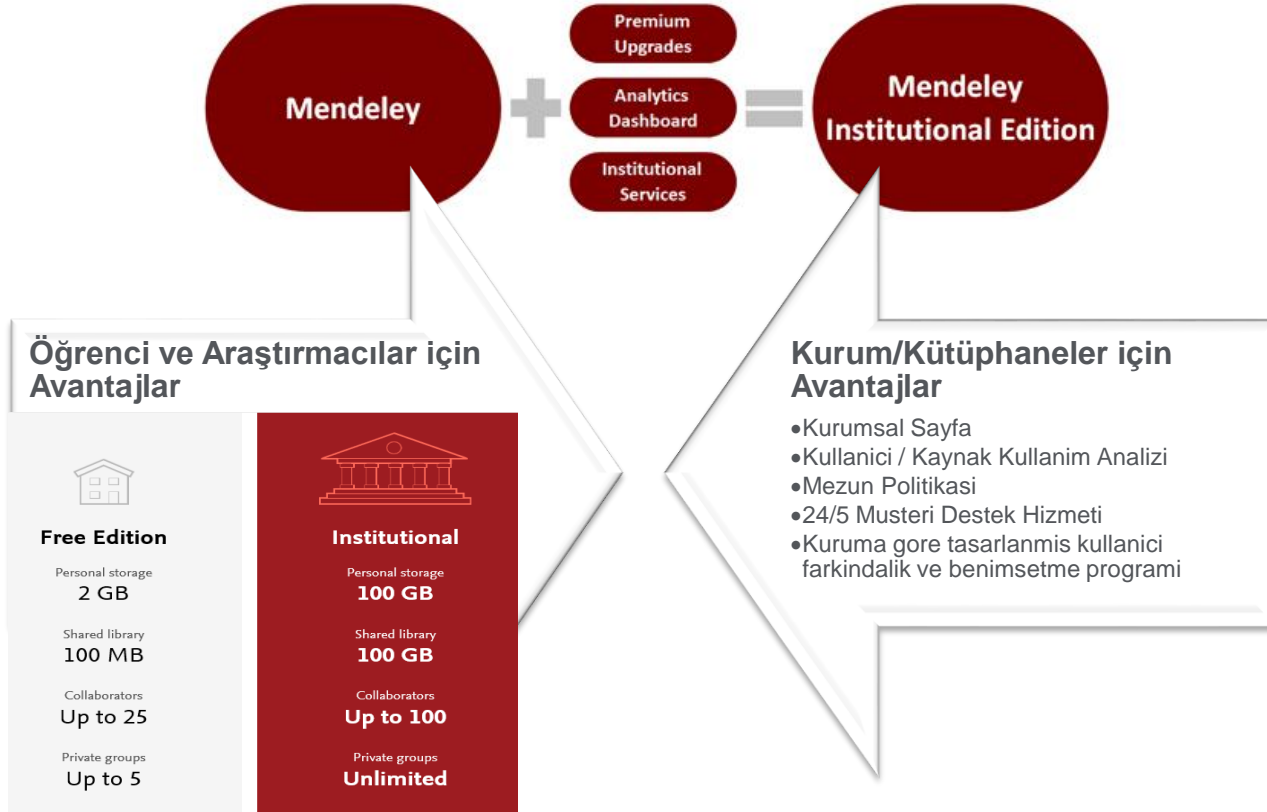 Mendeley
Premium
Upgrades
Analytics
Dashboard
Institutional
Services
Mendeley
Institutional Edition
Öğrenci ve Araştırmacılar için
Avantajlar
Free Edition
Personal storage
2 GB
Shared library
100 MB
Collaborators
Up to 25
Private groups
Up to 5
Institutional
Personal storage
100 GB
Shared library
100 GB
Collaborators
Up to 100
Private groups
Unlimited
Kurum/Kütüphaneler için
Avantajlar
•Kurumsal Sayfa
•Kullanici / Kaynak Kullanim Analizi
•Mezun Politikasi
•24/5 Musteri Destek Hizmeti
•Kuruma gore tasarlanmis kullanici
farkindalik ve benimsetme programi